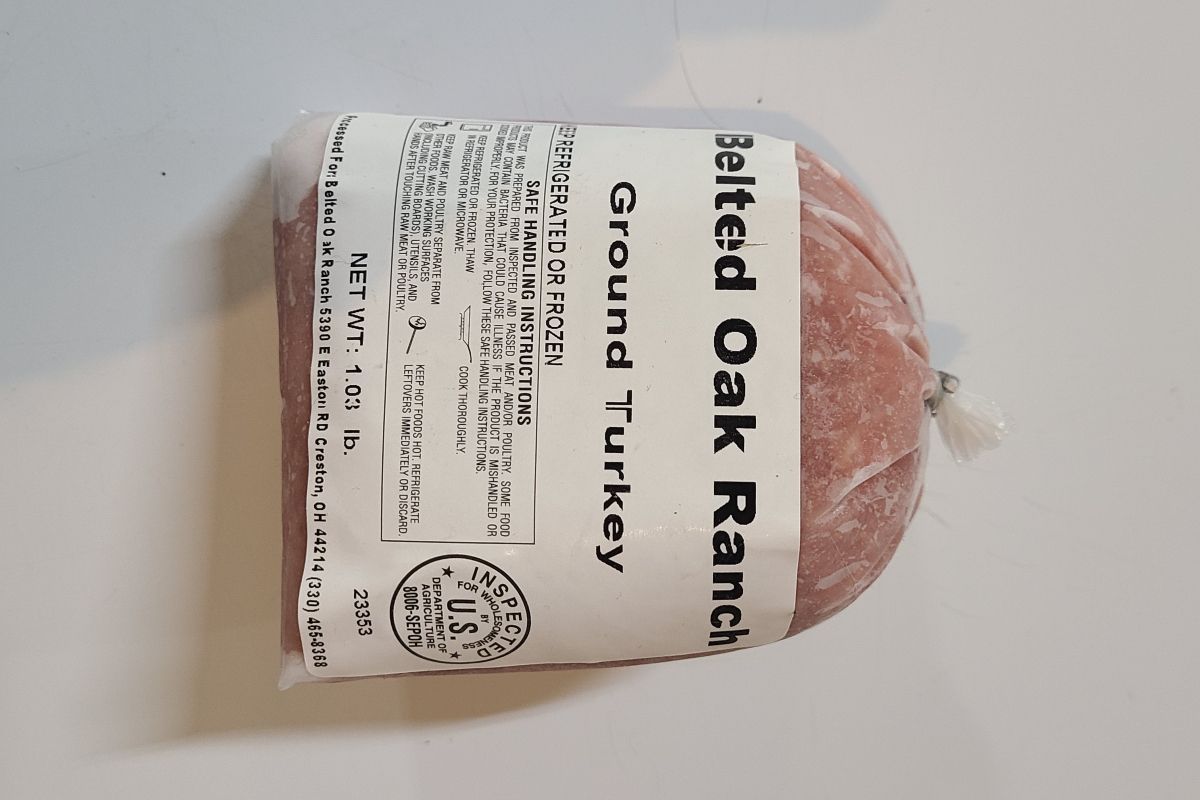 Belted Oak Ranch
Ground Turkey
KEEP REFRIGERATED OR FROZEN
SAFE HANDLING INSTRUCTIONS
THIS PRODUCT WAS PREPARED FROM INSPECTED AND PASSED MEAT AND/OR POULTRY. SOME FOOD
PRODUCTS MAY CONTAIN BACTERIA THAT COULD CAUSE ILLNESS IF THE PRODUCT IS MISHANDLED OR
COOKED IMPROPERLY. FOR YOUR PROTECTION, FOLLOW THESE SAFE HANDLING INSTRUCTIONS.
KEEP REFRIGERATED OR FROZEN. THAW
IN REFRIGERATOR OR MICROWAVE.
COOK THOROUGHLY.
KEEP RAW MEAT AND POULTRY SEPARATE FROM
OTHER FOODS. WASH WORKING SURFACES
(INCLUDING CUTTING BOARDS), UTENSILS, AND
HANDS AFTER TOUCHING RAW MEAT OR POULTRY.
KEEP HOT FOODS HOT. REFRIGERATE
LEFTOVERS IMMEDIATELY OR DISCARD.
INSPECTED
FOR WHOLESOMENESS
BY
U.S.
DEPARTMENT OF
AGRICULTURE
8006-SEPOH
NET WT: 1.03 lb.
23353
Processed For: Belted Oak Ranch 5390 E Easton RD Creston, OH 44214 (330) 465-8368